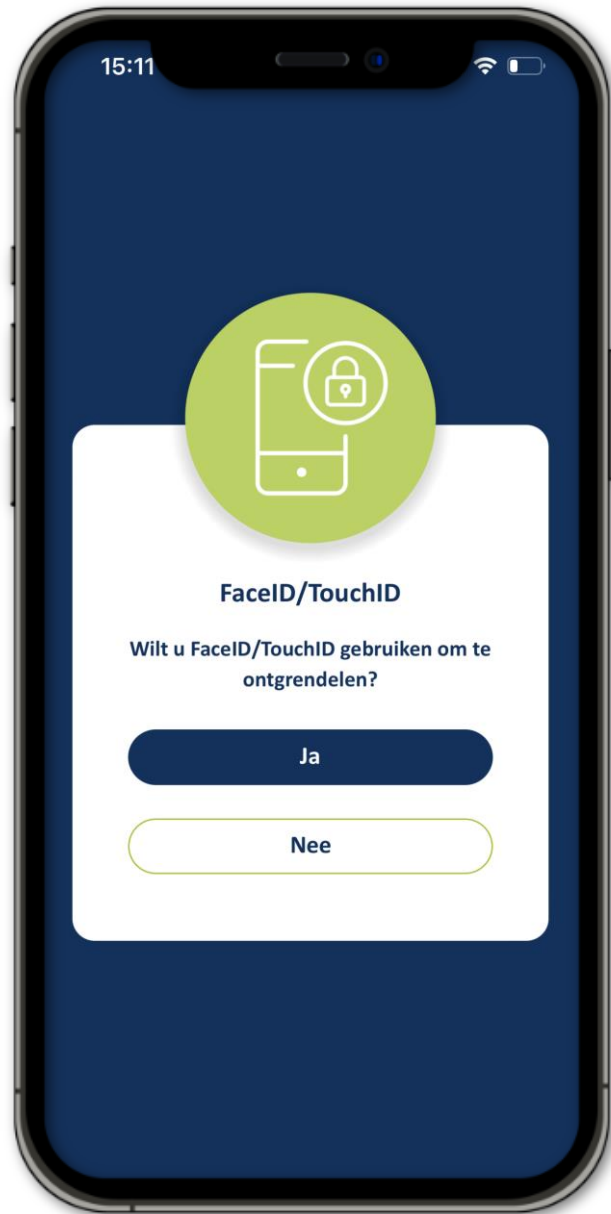 15:11
FaceID/TouchID
Wilt u FaceID/TouchID gebruiken om te
ontgrendelen?
Ja
Nee